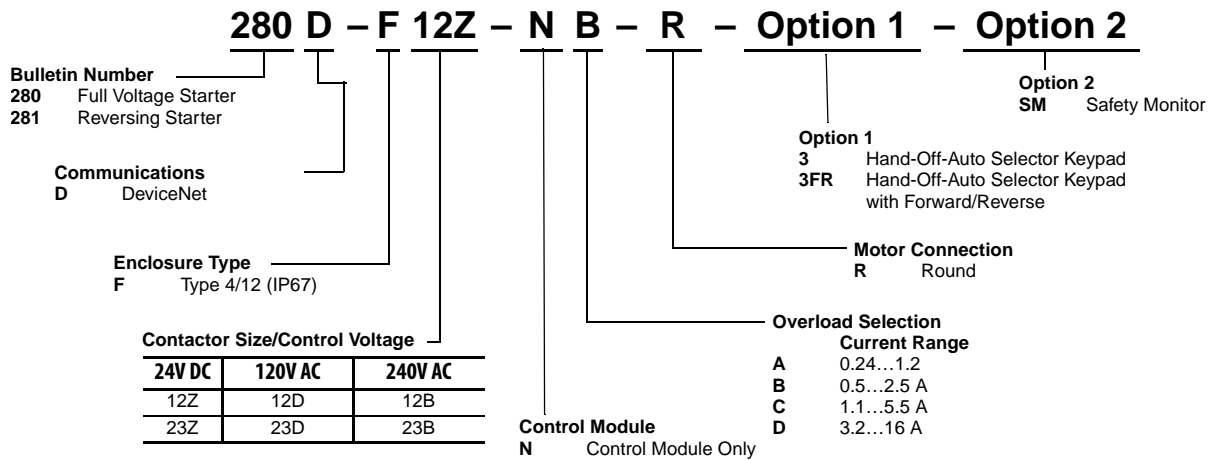 280 D – F 12Z – N B – R – Option 1 – Option 2
Bulletin Number
280 Full Voltage Starter
281 Reversing Starter
Communications
D DeviceNet
Enclosure Type
F Type 4/12 (IP67)
Contactor Size/Control Voltage
24V DC 120V AC 240V AC
12Z 12D 12B
23Z 23D 23B
Control Module
N Control Module Only
Overload Selection
Current Range
A 0.24…1.2
B 0.5…2.5 A
C 1.1…5.5 A
D 3.2…16 A
Motor Connection
R Round
Option 1
3 Hand-Off-Auto Selector Keypad
3FR Hand-Off-Auto Selector Keypad
with Forward/Reverse
Option 2
SM Safety Monitor